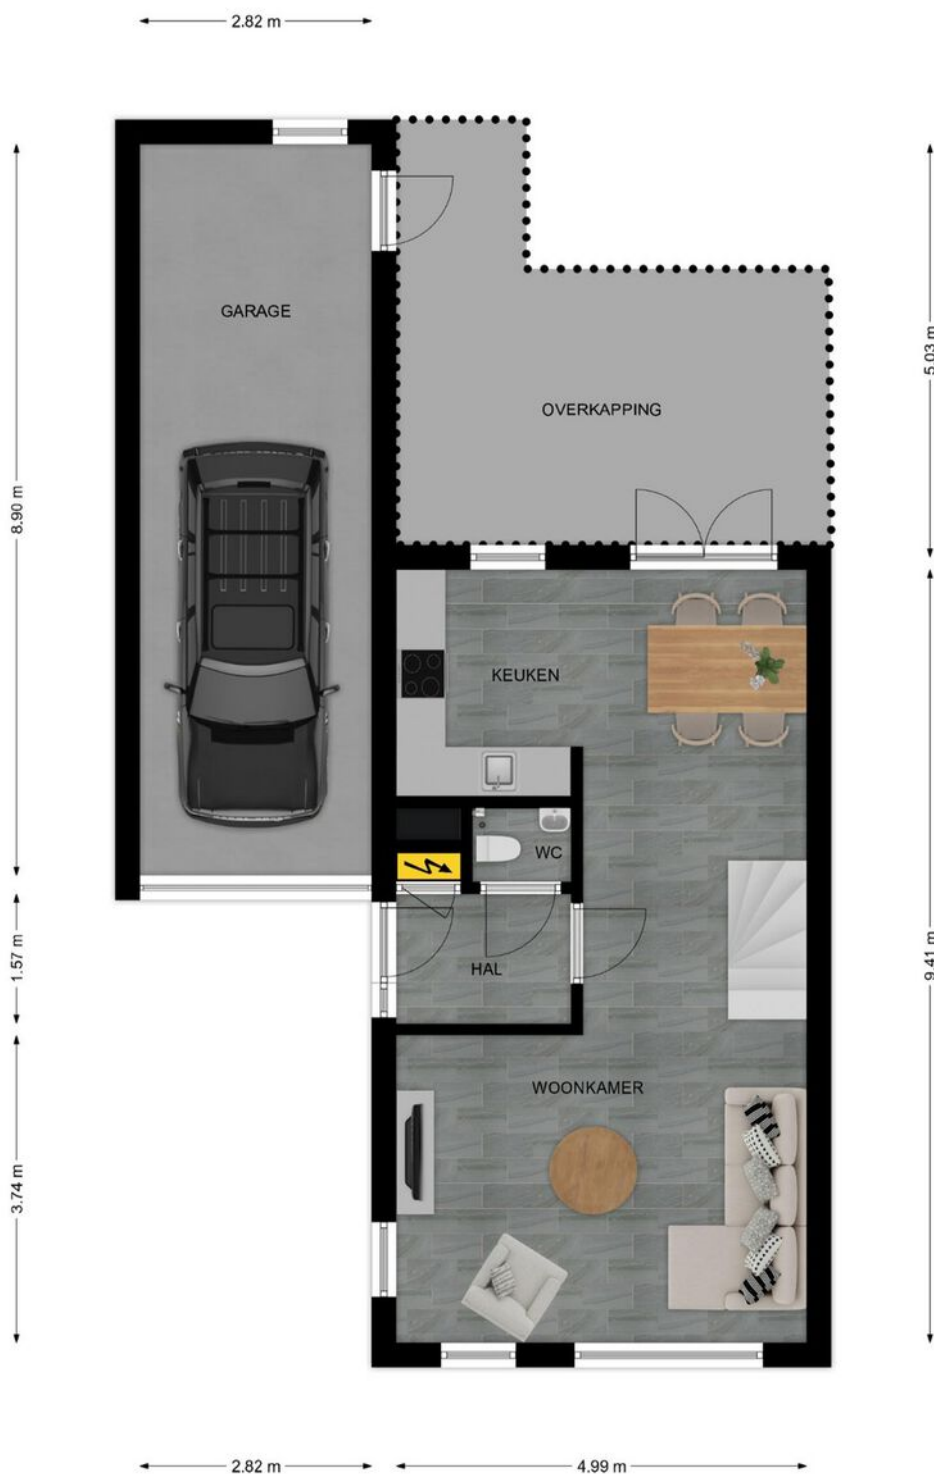 2.82 m
GARAGE
5.03 m
OVERKAPPING
8.90 m
KEUKEN
WC
1.57 m
HAL
9.41 m
WOONKAMER
3.74 m
2.82 m
4.99 m